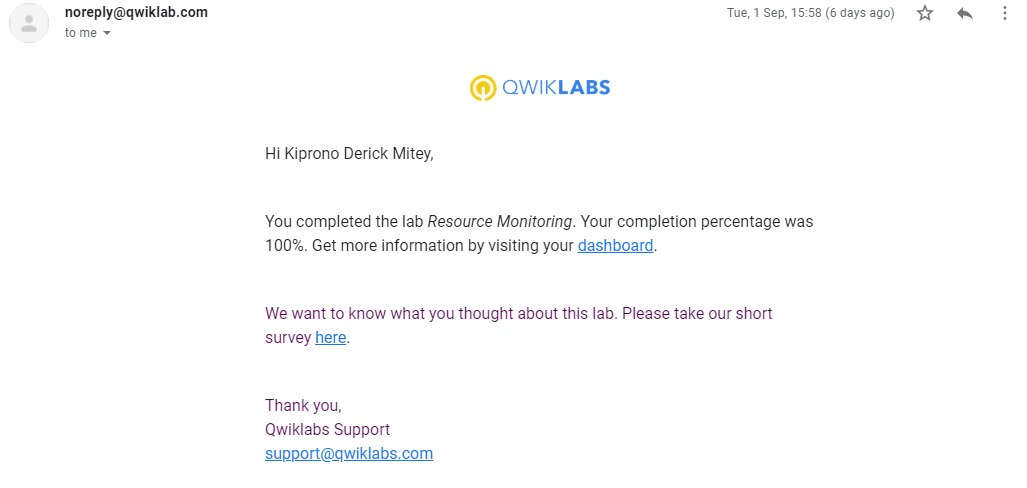 noreply@qwiklab.com
Tue, 1 Sep, 15:58 (6 days ago)
to me
QWIKLABS
Hi Kiprono Derick Mitey,
You completed the lab Resource Monitoring. Your completion percentage was
100%. Get more information by visiting your dashboard.
We want to know what you thought about this lab. Please take our short
survey here.
Thank you,
Qwiklabs Support
support@qwiklabs.com